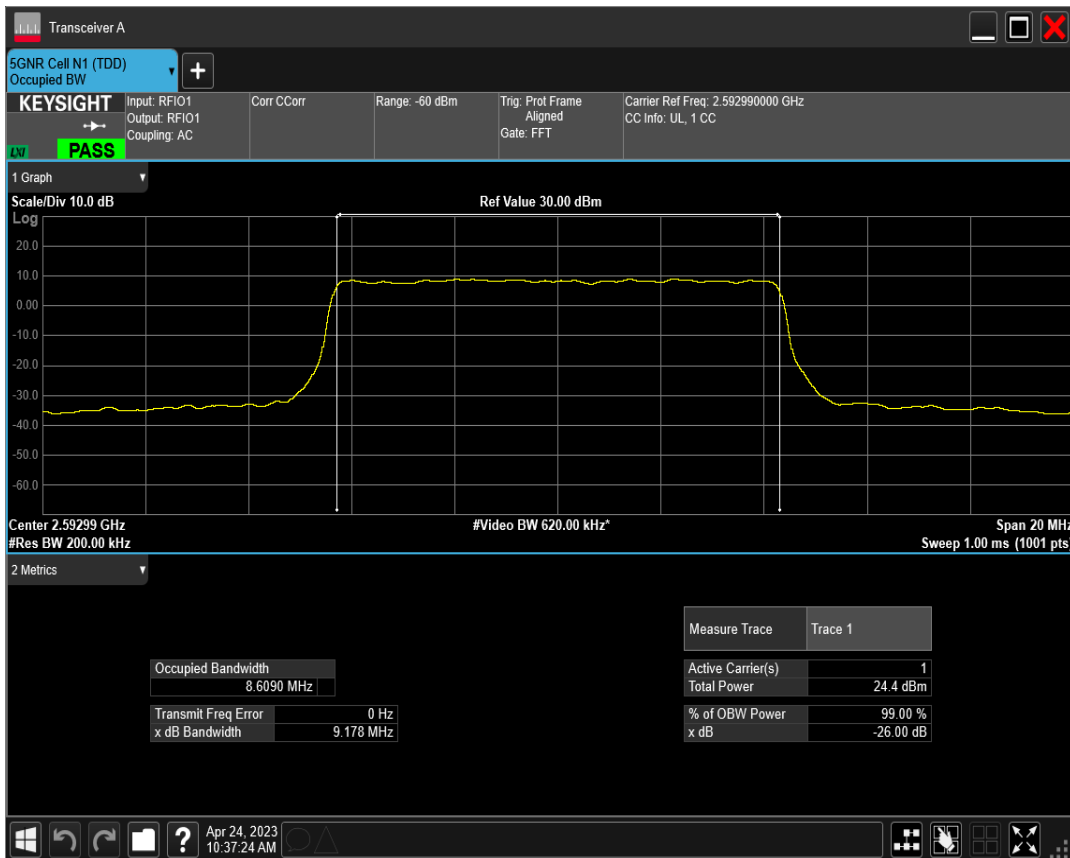 Transceiver A
5GNR Cell N1 (TDD)
Occupied BW
+
KEYSIGHT
LXI
PASS
Input: RFIO1
Output: RFIO1
Coupling: AC
Corr CCorr
Range: -60 dBm
Trig: Prot Frame
Aligned
Gate: FFT
Carrier Ref Freq: 2.592990000 GHz
CC Info: UL, 1 CC
1 Graph
Scale/Div 10.0 dB
Ref Value 30.00 dBm
Log
20.0
10.0
0.00
-10.0
-20.0
-30.0
-40.0
-50.0
-60.0
Center 2.59299 GHz
#Video BW 620.00 kHz*
Span 20 MHz
#Res BW 200.00 kHz
Sweep 1.00 ms (1001 pts)
2 Metrics
Measure Trace Trace 1
Occupied Bandwidth
8.6090 MHz
Active Carrier(s) 1
Total Power 24.4 dBm
Transmit Freq Error 0 Hz
x dB Bandwidth 9.178 MHz
% of OBW Power 99.00 %
x dB -26.00 dB
?
Apr 24, 2023
10:37:24 AM